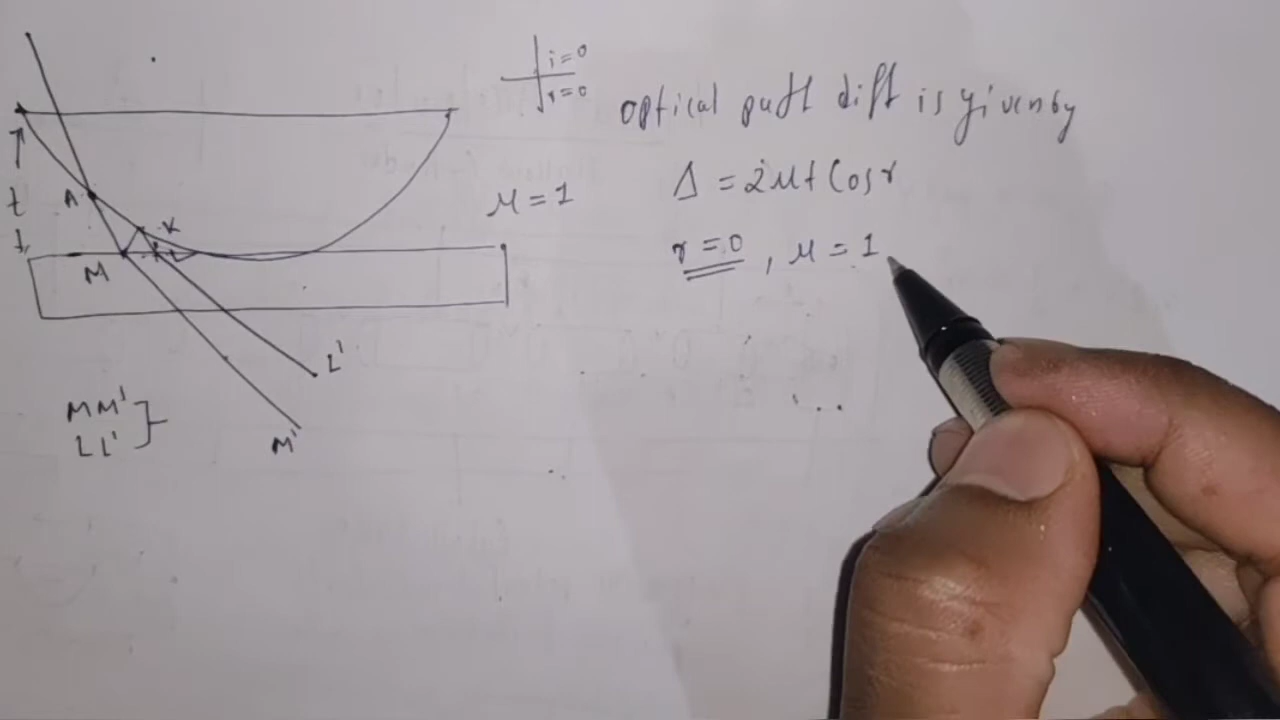 i=0
r=0
optical path diff is given by
Δ = 2μt Cos r
r=0, μ = 1
μ = 1
t
A
K
L
M
L'
M'
MM'
LL'